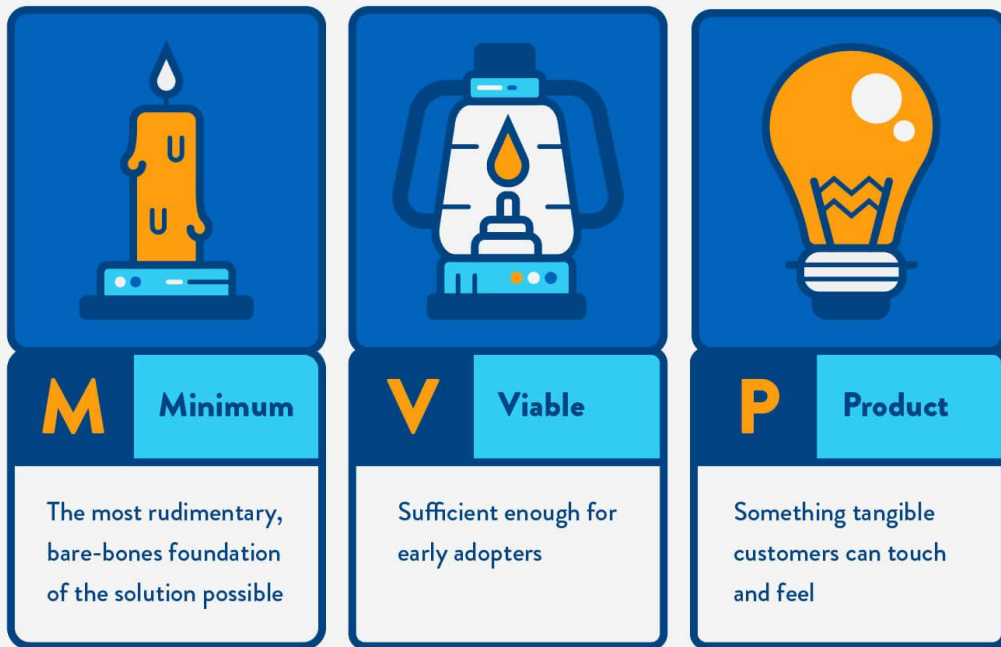 M Minimum
The most rudimentary,
bare-bones foundation
of the solution possible
V Viable
Sufficient enough for
early adopters
P Product
Something tangible
customers can touch
and feel